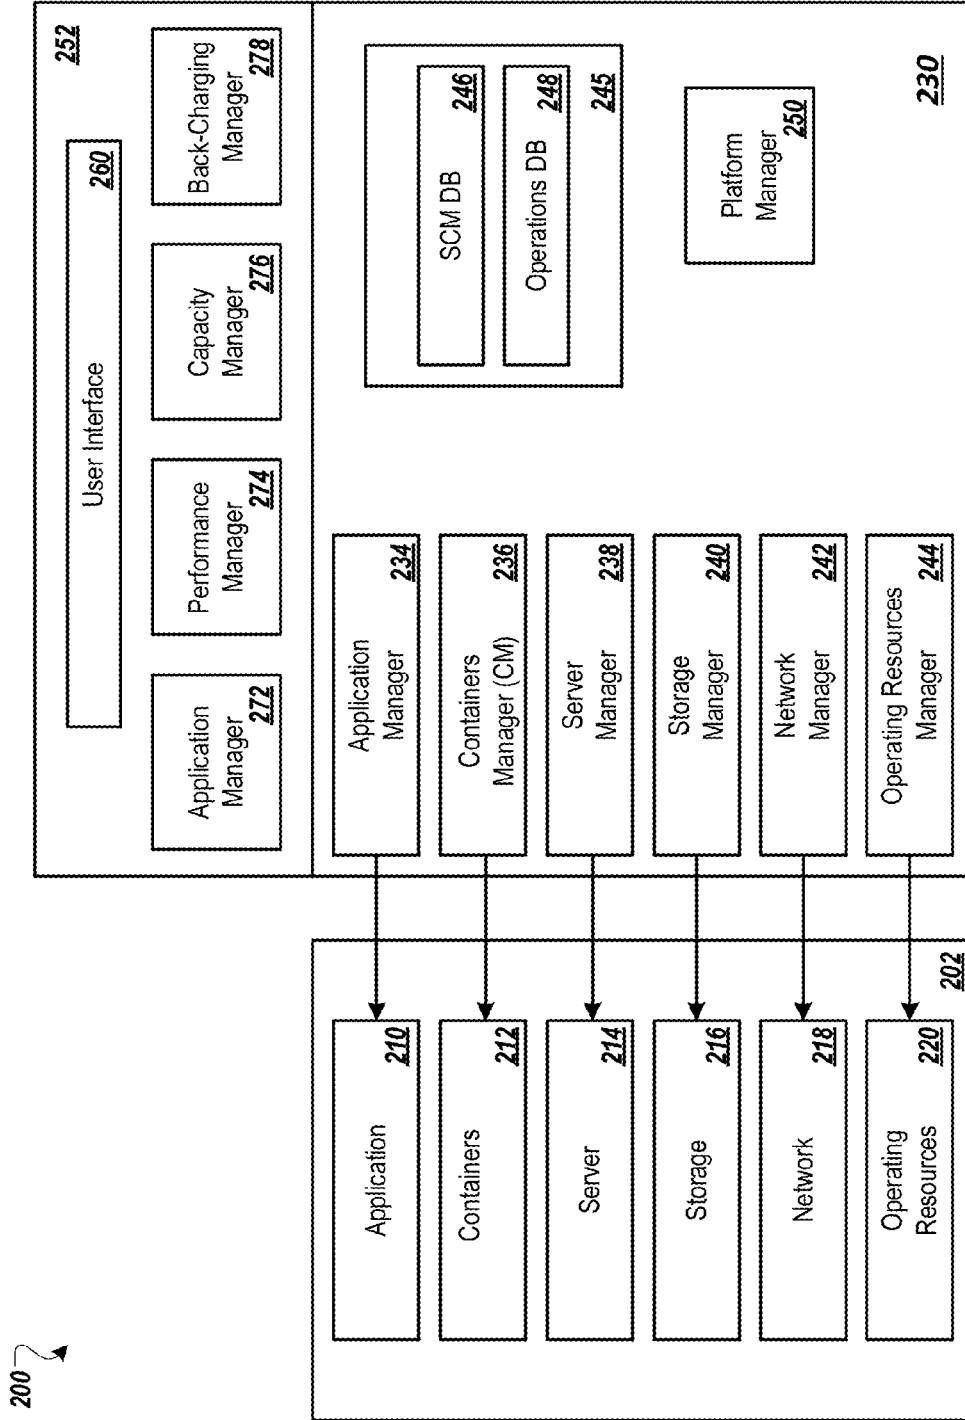 200
252
User Interface
260
Application
Manager
272
Performance
Manager
274
Capacity
Manager
276
Back-Charging
Manager
278
Application
210
Containers
212
Server
214
Storage
216
Network
218
Operating
Resources
220
202
Application
Manager
234
Containers
Manager (CM)
236
Server
Manager
238
Storage
Manager
240
Network
Manager
242
Operating Resources
Manager
244
SCM DB
246
Operations DB
248
245
Platform
Manager
250
230